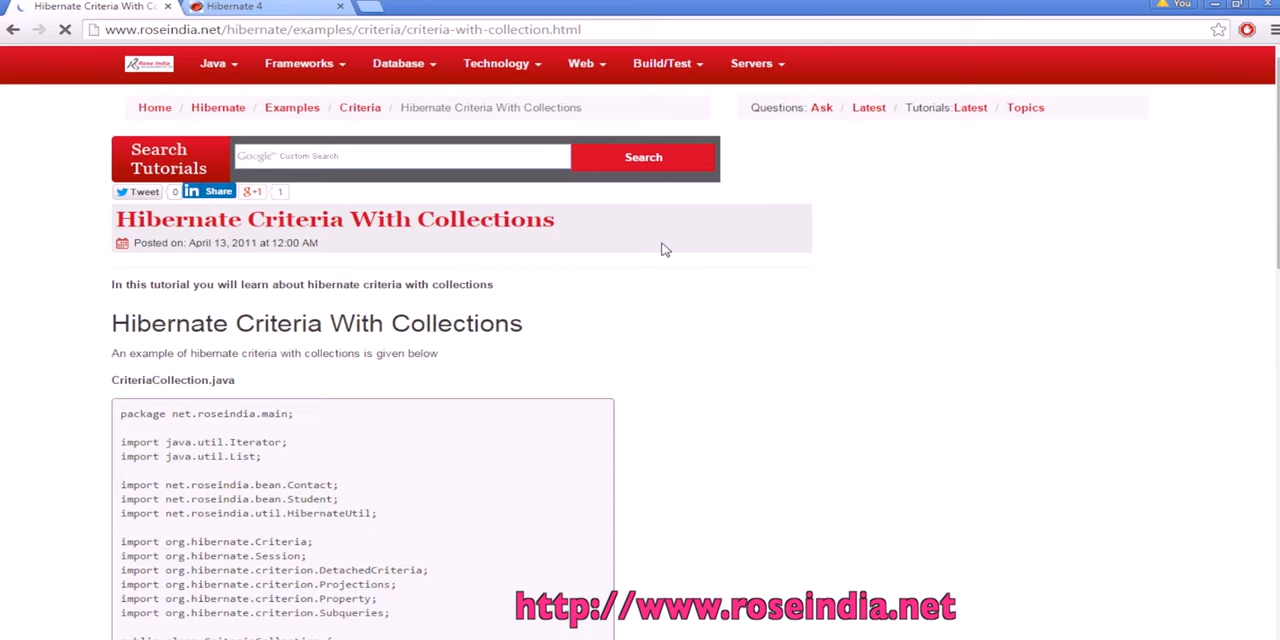 Hibernate Criteria With Co
Hibernate 4
You
www.roseindia.net/hibernate/examples/criteria/criteria-with-collection.html
Rose India
Java
Frameworks
Database
Technology
Web
Build/Test
Servers
Home / Hibernate / Examples / Criteria / Hibernate Criteria With Collections
Questions: Ask / Latest / Tutorials:Latest / Topics
Search Tutorials
Google™ Custom Search
Search
Tweet 0 in Share g+1 1
Hibernate Criteria With Collections
Posted on: April 13, 2011 at 12:00 AM
In this tutorial you will learn about hibernate criteria with collections
Hibernate Criteria With Collections
An example of hibernate criteria with collections is given below
CriteriaCollection.java
package net.roseindia.main;
import java.util.Iterator;
import java.util.List;
import net.roseindia.bean.Contact;
import net.roseindia.bean.Student;
import net.roseindia.util.HibernateUtil;
import org.hibernate.Criteria;
import org.hibernate.Session;
import org.hibernate.criterion.DetachedCriteria;
import org.hibernate.criterion.Projections;
import org.hibernate.criterion.Property;
import org.hibernate.criterion.Subqueries;
http://www.roseindia.net